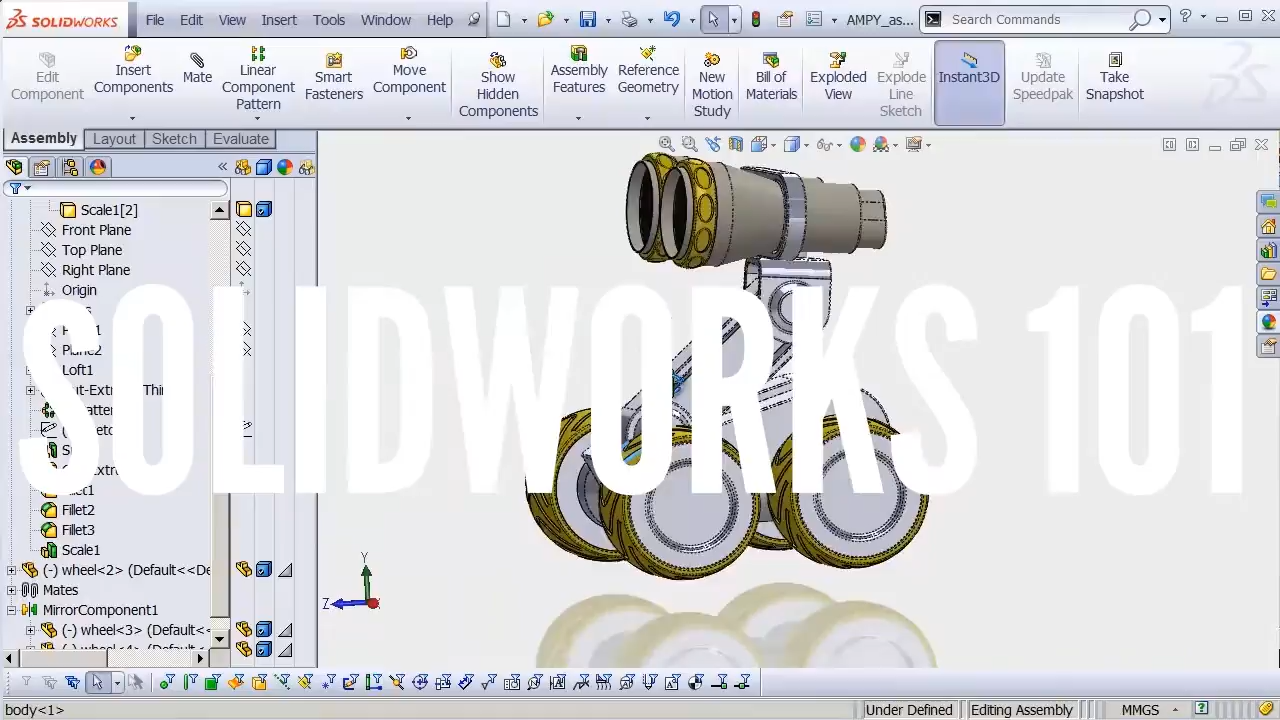 SOLIDWORKS File Edit View Insert Tools Window Help AMPY_as... Search Commands ?
Edit Component
Insert Components
Mate
Linear Component Pattern
Smart Fasteners
Move Component
Show Hidden Components
Assembly Features
Reference Geometry
New Motion Study
Bill of Materials
Exploded View
Explode Line Sketch
Instant3D
Update Speedpak
Take Snapshot
Assembly Layout Sketch Evaluate
Scale1[2]
Front Plane
Top Plane
Right Plane
Origin
SOLIDWORKS 101
Plane2
Loft1
Fillet2
Fillet3
Scale1
(-) wheel<2> (Default<<De
Mates
MirrorComponent1
(-) wheel<3> (Default<
Y
Z
body<1> Under Defined Editing Assembly MMGS ?